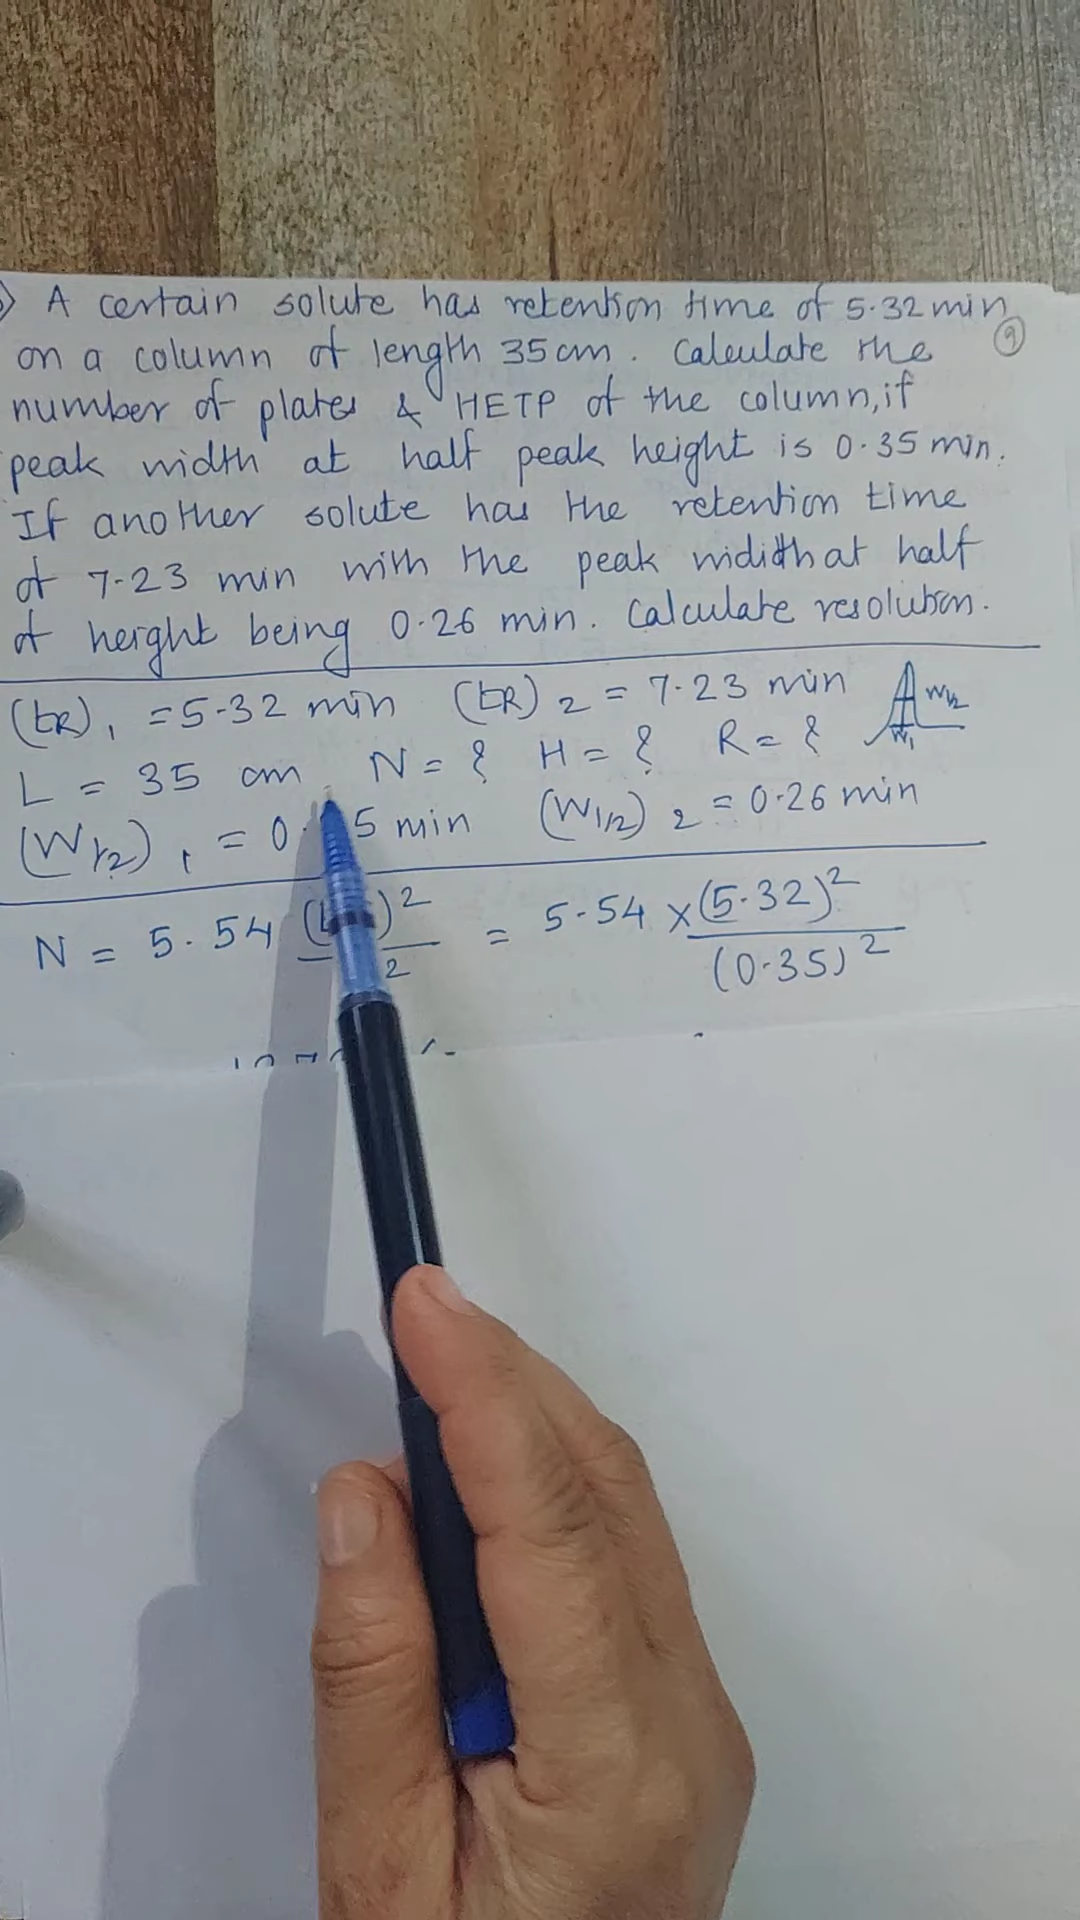 A certain solute has retention time of 5.32 min
on a column of length 35 cm. Calculate the 9
number of plates & HETP of the column, if
peak width at half peak height is 0.35 min.
If another solute has the retention time
of 7.23 min with the peak widith at half
of height being 0.26 min. Calculate resolution.
(tR)1 = 5.32 min (tR)2 = 7.23 min W1/2
L = 35 cm N = ? H = ? R = ? W1
(W1/2)1 = 0. 5 min (W1/2)2 = 0.26 min
N = 5.54 ( )2 / 2 = 5.54 x (5.32)2 / (0.35)2